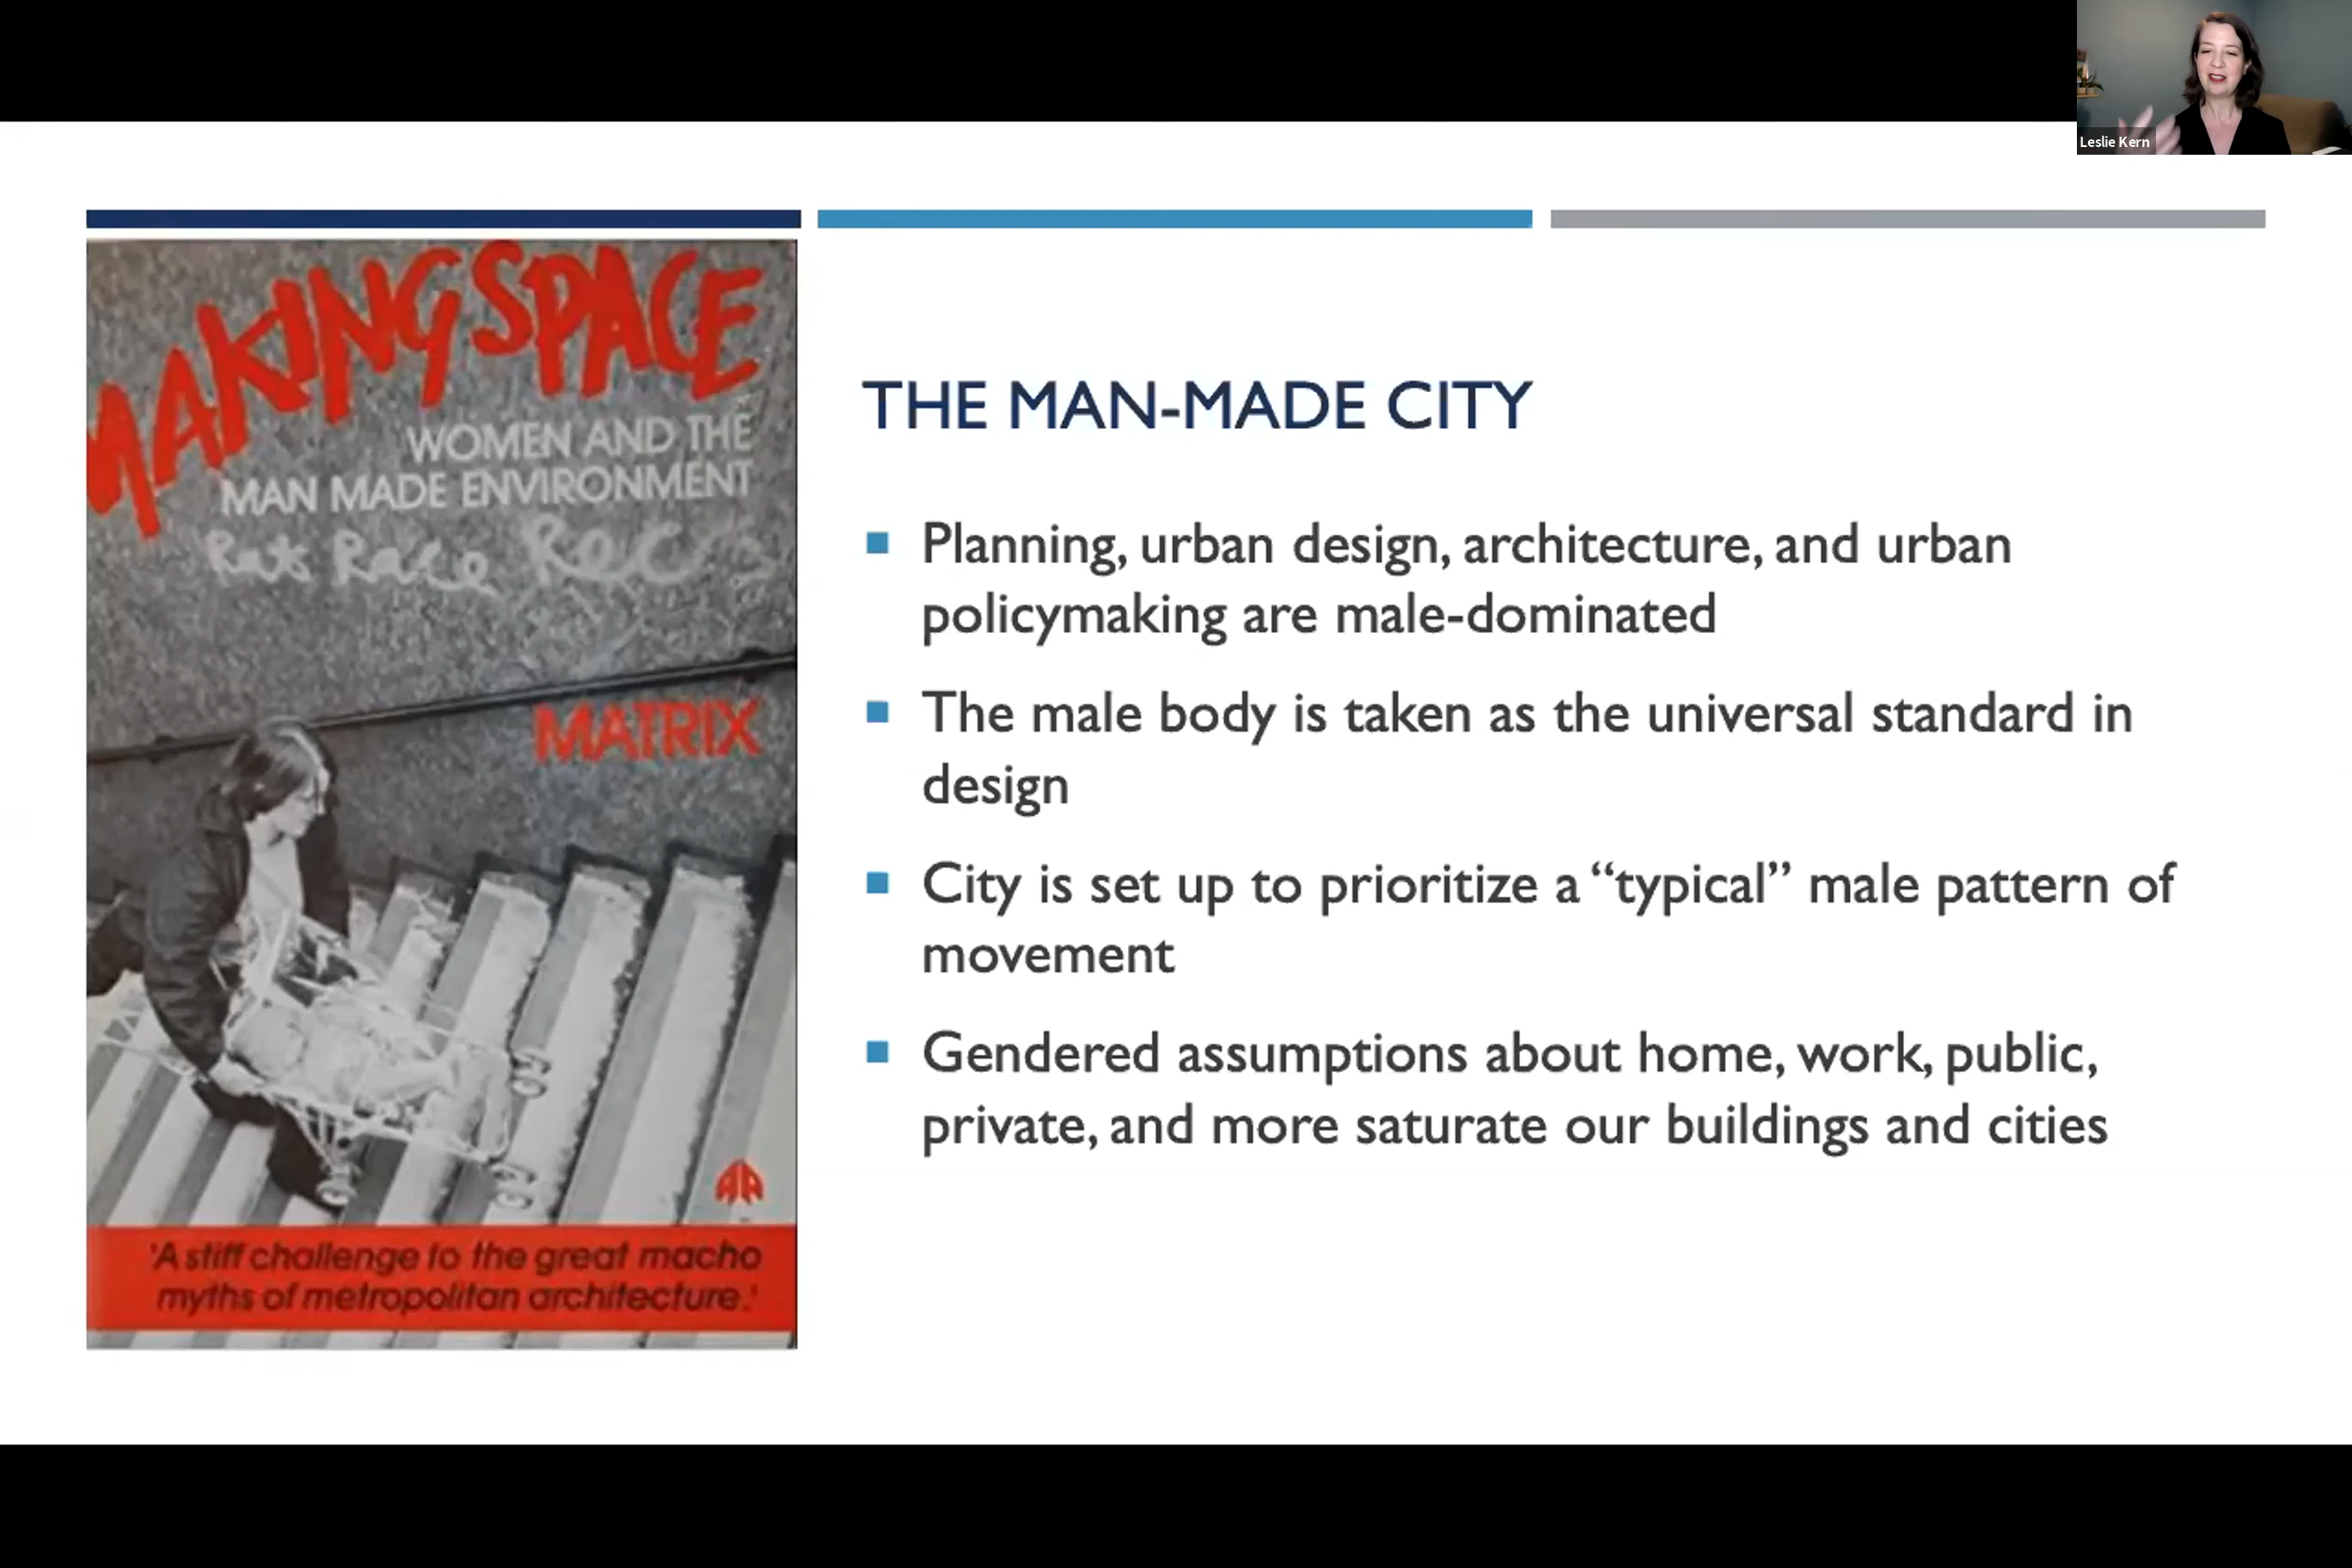 Leslie Kern
MAKING SPACE
WOMEN AND THE
MAN MADE ENVIRONMENT
Rats Race
MATRIX
'A stiff challenge to the great macho
myths of metropolitan architecture.'
THE MAN-MADE CITY
Planning, urban design, architecture, and urban
policymaking are male-dominated
The male body is taken as the universal standard in
design
City is set up to prioritize a “typical” male pattern of
movement
Gendered assumptions about home, work, public,
private, and more saturate our buildings and cities